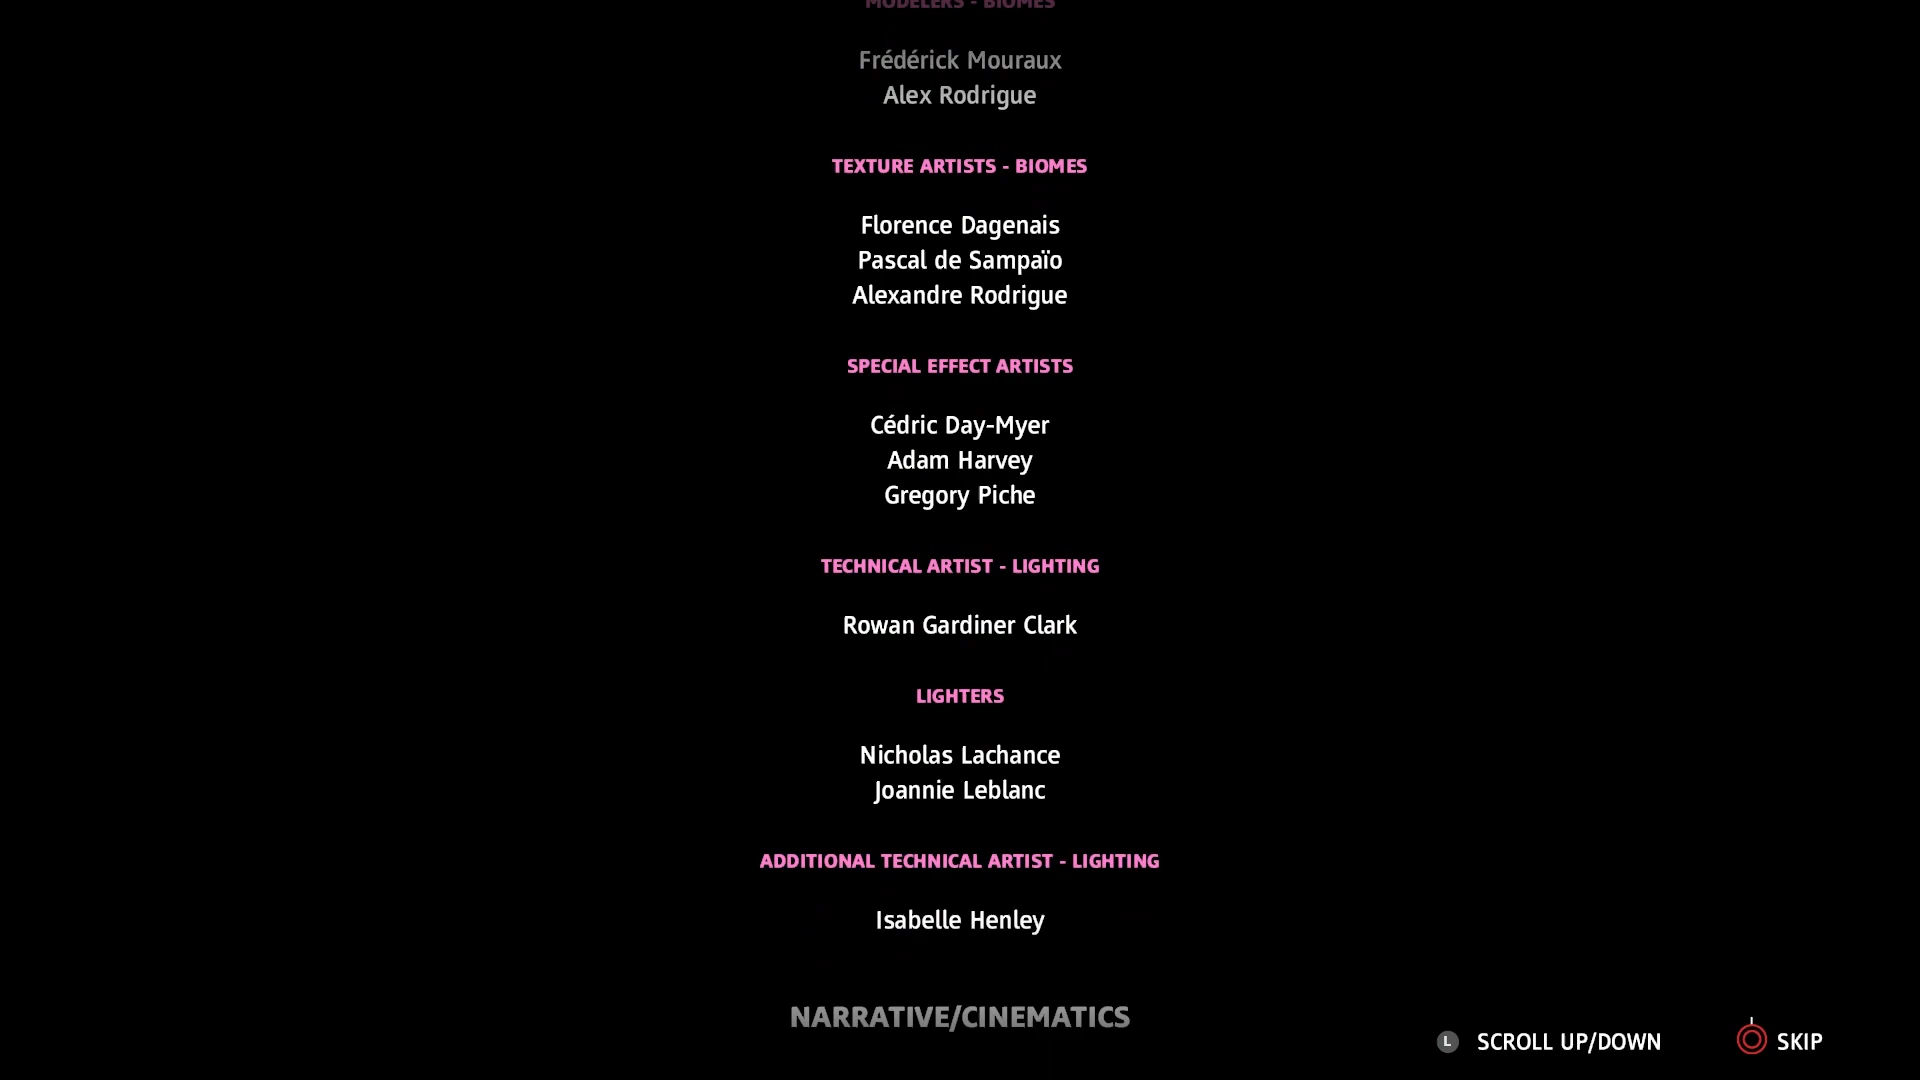 MODELERS - BIOMES
Frédérick Mouraux
Alex Rodrigue
TEXTURE ARTISTS - BIOMES
Florence Dagenais
Pascal de Sampaïo
Alexandre Rodrigue
SPECIAL EFFECT ARTISTS
Cédric Day-Myer
Adam Harvey
Gregory Piche
TECHNICAL ARTIST - LIGHTING
Rowan Gardiner Clark
LIGHTERS
Nicholas Lachance
Joannie Leblanc
ADDITIONAL TECHNICAL ARTIST - LIGHTING
Isabelle Henley
NARRATIVE/CINEMATICS
L SCROLL UP/DOWN SKIP